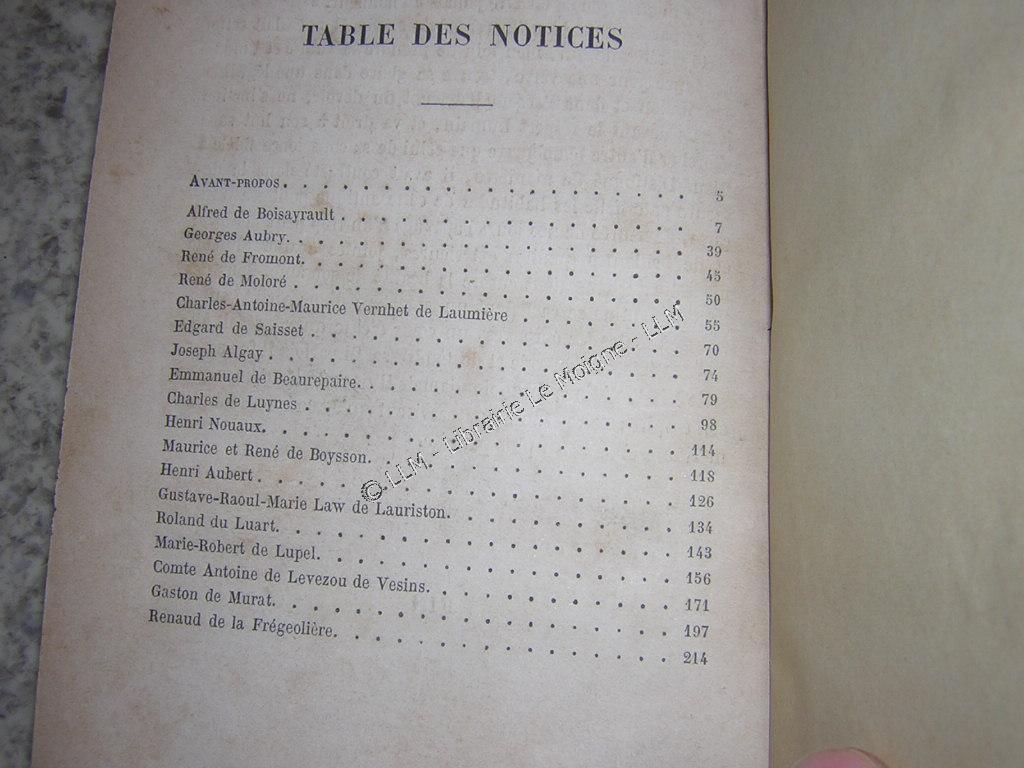 TABLE DES NOTICES
AVANT-PROPOS. . . . . . . . . . . . . . . . . . 5
Alfred de Boisayrault . . . . . . . . . . . . . . . . 7
Georges Aubry. . . . . . . . . . . . . . . . . . 39
René de Fromont. . . . . . . . . . . . . . . . . 45
René de Moloré . . . . . . . . . . . . . . . . . 50
Charles-Antoine-Maurice Vernhet de Laumière . . . . . . . 55
Edgard de Saisset . . . . . . . . . . . . . . . . 70
Joseph Algay . . . . . . . . . . . . . . . . . . 74
Emmanuel de Beaurepaire. . . . . . . . . . . . . . 79
Charles de Luynes . . . . . . . . . . . . . . . . 98
Henri Nouaux. . . . . . . . . . . . . . . . . . 114
Maurice et René de Boysson. . . . . . . . . . . . . 118
Henri Aubert . . . . . . . . . . . . . . . . . . 126
Gustave-Raoul-Marie Law de Lauriston. . . . . . . . . 134
Roland du Luart. . . . . . . . . . . . . . . . . 143
Marie-Robert de Lupel. . . . . . . . . . . . . . . 156
Comte Antoine de Levezou de Vesins. . . . . . . . . . 171
Gaston de Murat. . . . . . . . . . . . . . . . . 197
Renaud de la Frégeolière. . . . . . . . . . . . . . 214
© LLM - Librairie Le Moigne - LLM